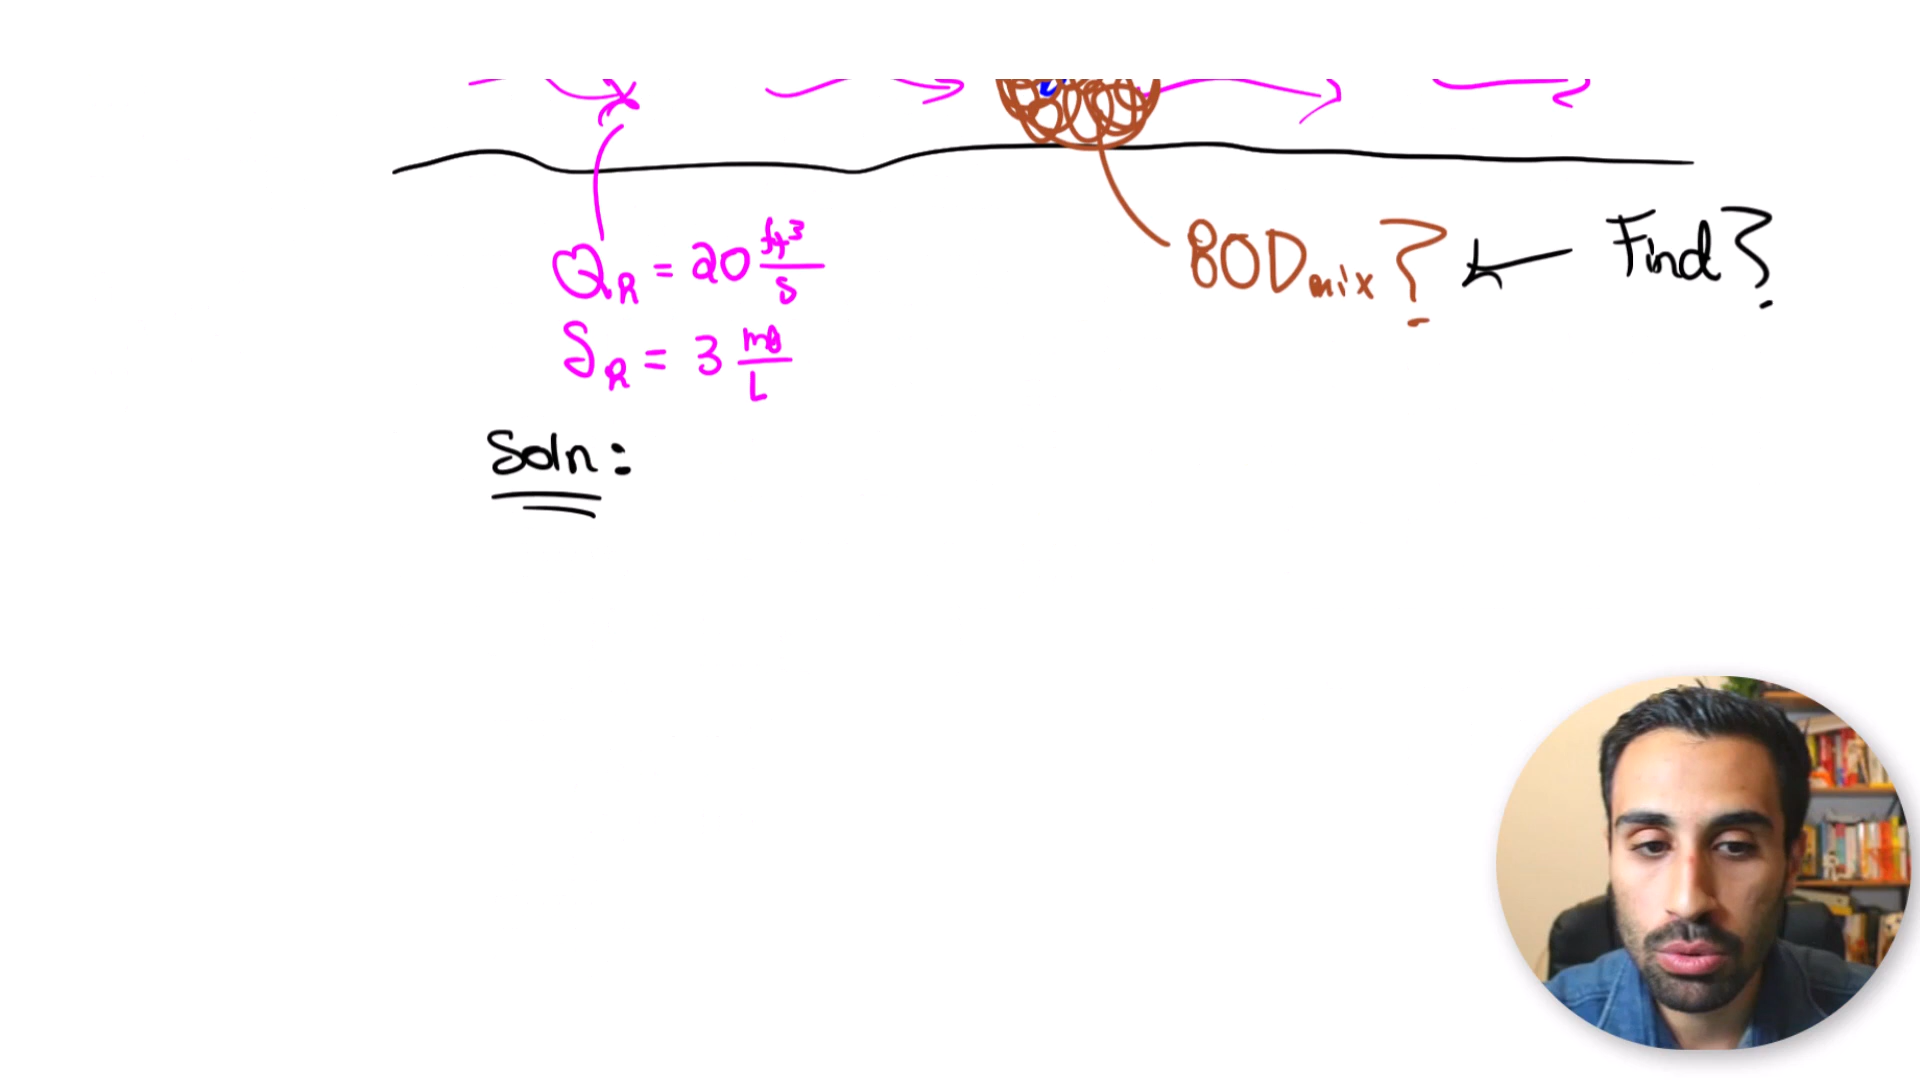 Q_R = 20 ft³/s
S_R = 3 mg/L
BOD_mix ? ← Find?
Soln: